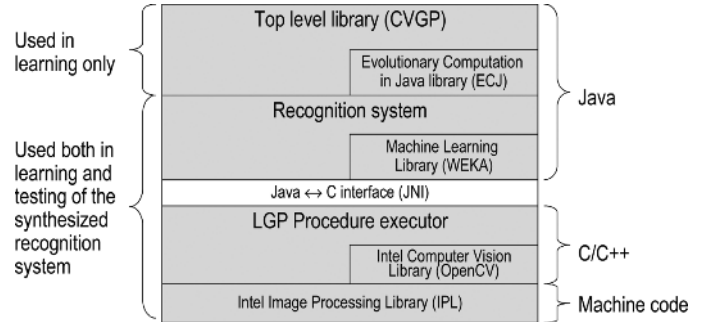 Used in
learning only
Used both in
learning and
testing of the
synthesized
recognition
system
Top level library (CVGP)
Evolutionary Computation
in Java library (ECJ)
Recognition system
Machine Learning
Library (WEKA)
Java ↔ C interface (JNI)
LGP Procedure executor
Intel Computer Vision
Library (OpenCV)
Intel Image Processing Library (IPL)
Java
C/C++
Machine code